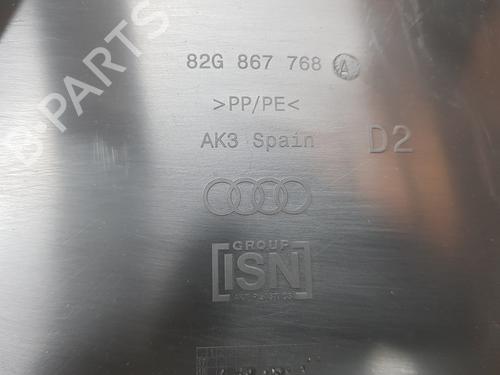 B-PARTS
82G 867 768 A
>PP/PE<
AK3 Spain D2
GROUP
[ISN]